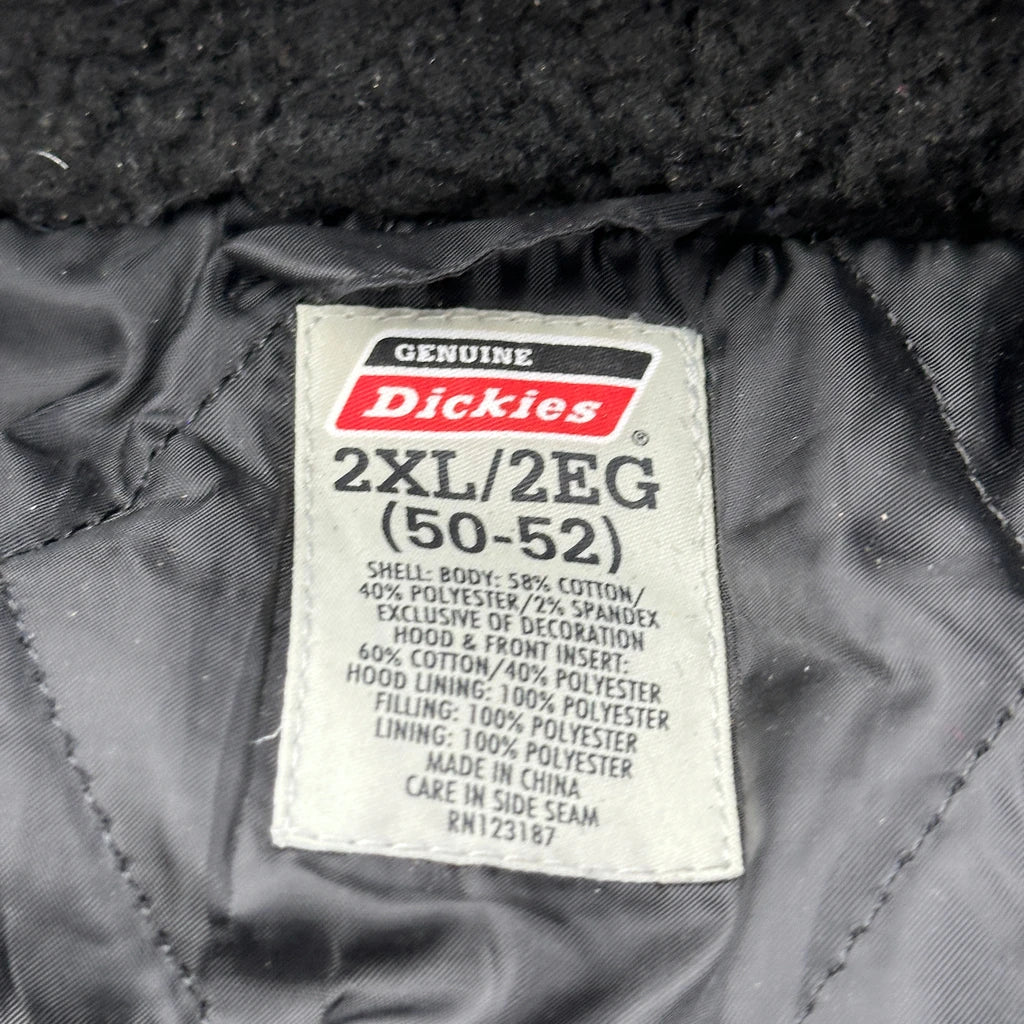 GENUINE
Dickies®
2XL/2EG
(50-52)
SHELL: BODY: 58% COTTON/
40% POLYESTER/2% SPANDEX
EXCLUSIVE OF DECORATION
HOOD & FRONT INSERT:
60% COTTON/40% POLYESTER
HOOD LINING: 100% POLYESTER
FILLING: 100% POLYESTER
LINING: 100% POLYESTER
MADE IN CHINA
CARE IN SIDE SEAM
RN123187